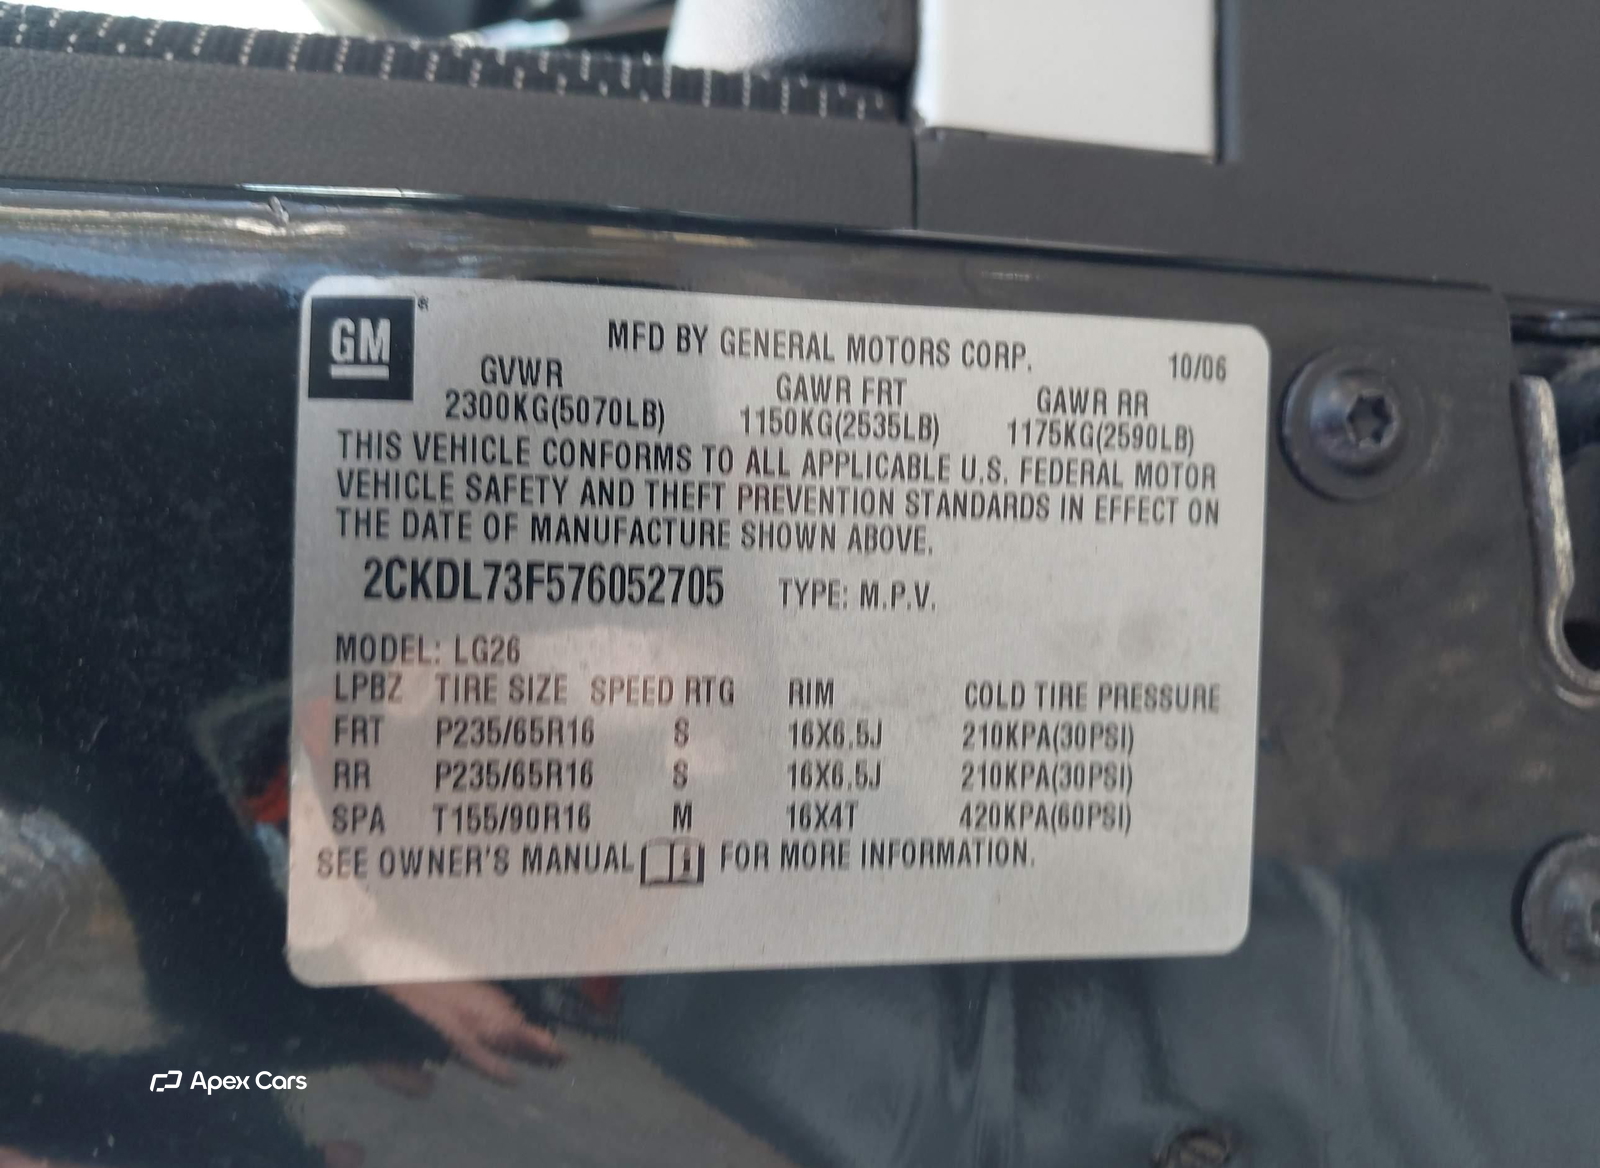 GM ®
MFD BY GENERAL MOTORS CORP. 10/06
GVWR GAWR FRT GAWR RR
2300KG(5070LB) 1150KG(2535LB) 1175KG(2590LB)
THIS VEHICLE CONFORMS TO ALL APPLICABLE U.S. FEDERAL MOTOR
VEHICLE SAFETY AND THEFT PREVENTION STANDARDS IN EFFECT ON
THE DATE OF MANUFACTURE SHOWN ABOVE.
2CKDL73F576052705 TYPE: M.P.V.
MODEL: LG26
LPBZ TIRE SIZE SPEED RTG RIM COLD TIRE PRESSURE
FRT P235/65R16 S 16X6.5J 210KPA(30PSI)
RR P235/65R16 S 16X6.5J 210KPA(30PSI)
SPA T155/90R16 M 16X4T 420KPA(60PSI)
SEE OWNER'S MANUAL FOR MORE INFORMATION.
Apex Cars